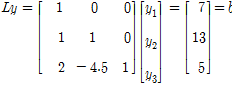 Ly = [ 1 0 0 ; 1 1 0 ; 2 −4.5 1 ] [ y₁ ; y₂ ; y₃ ] = [ 7 ; 13 ; 5 ] =